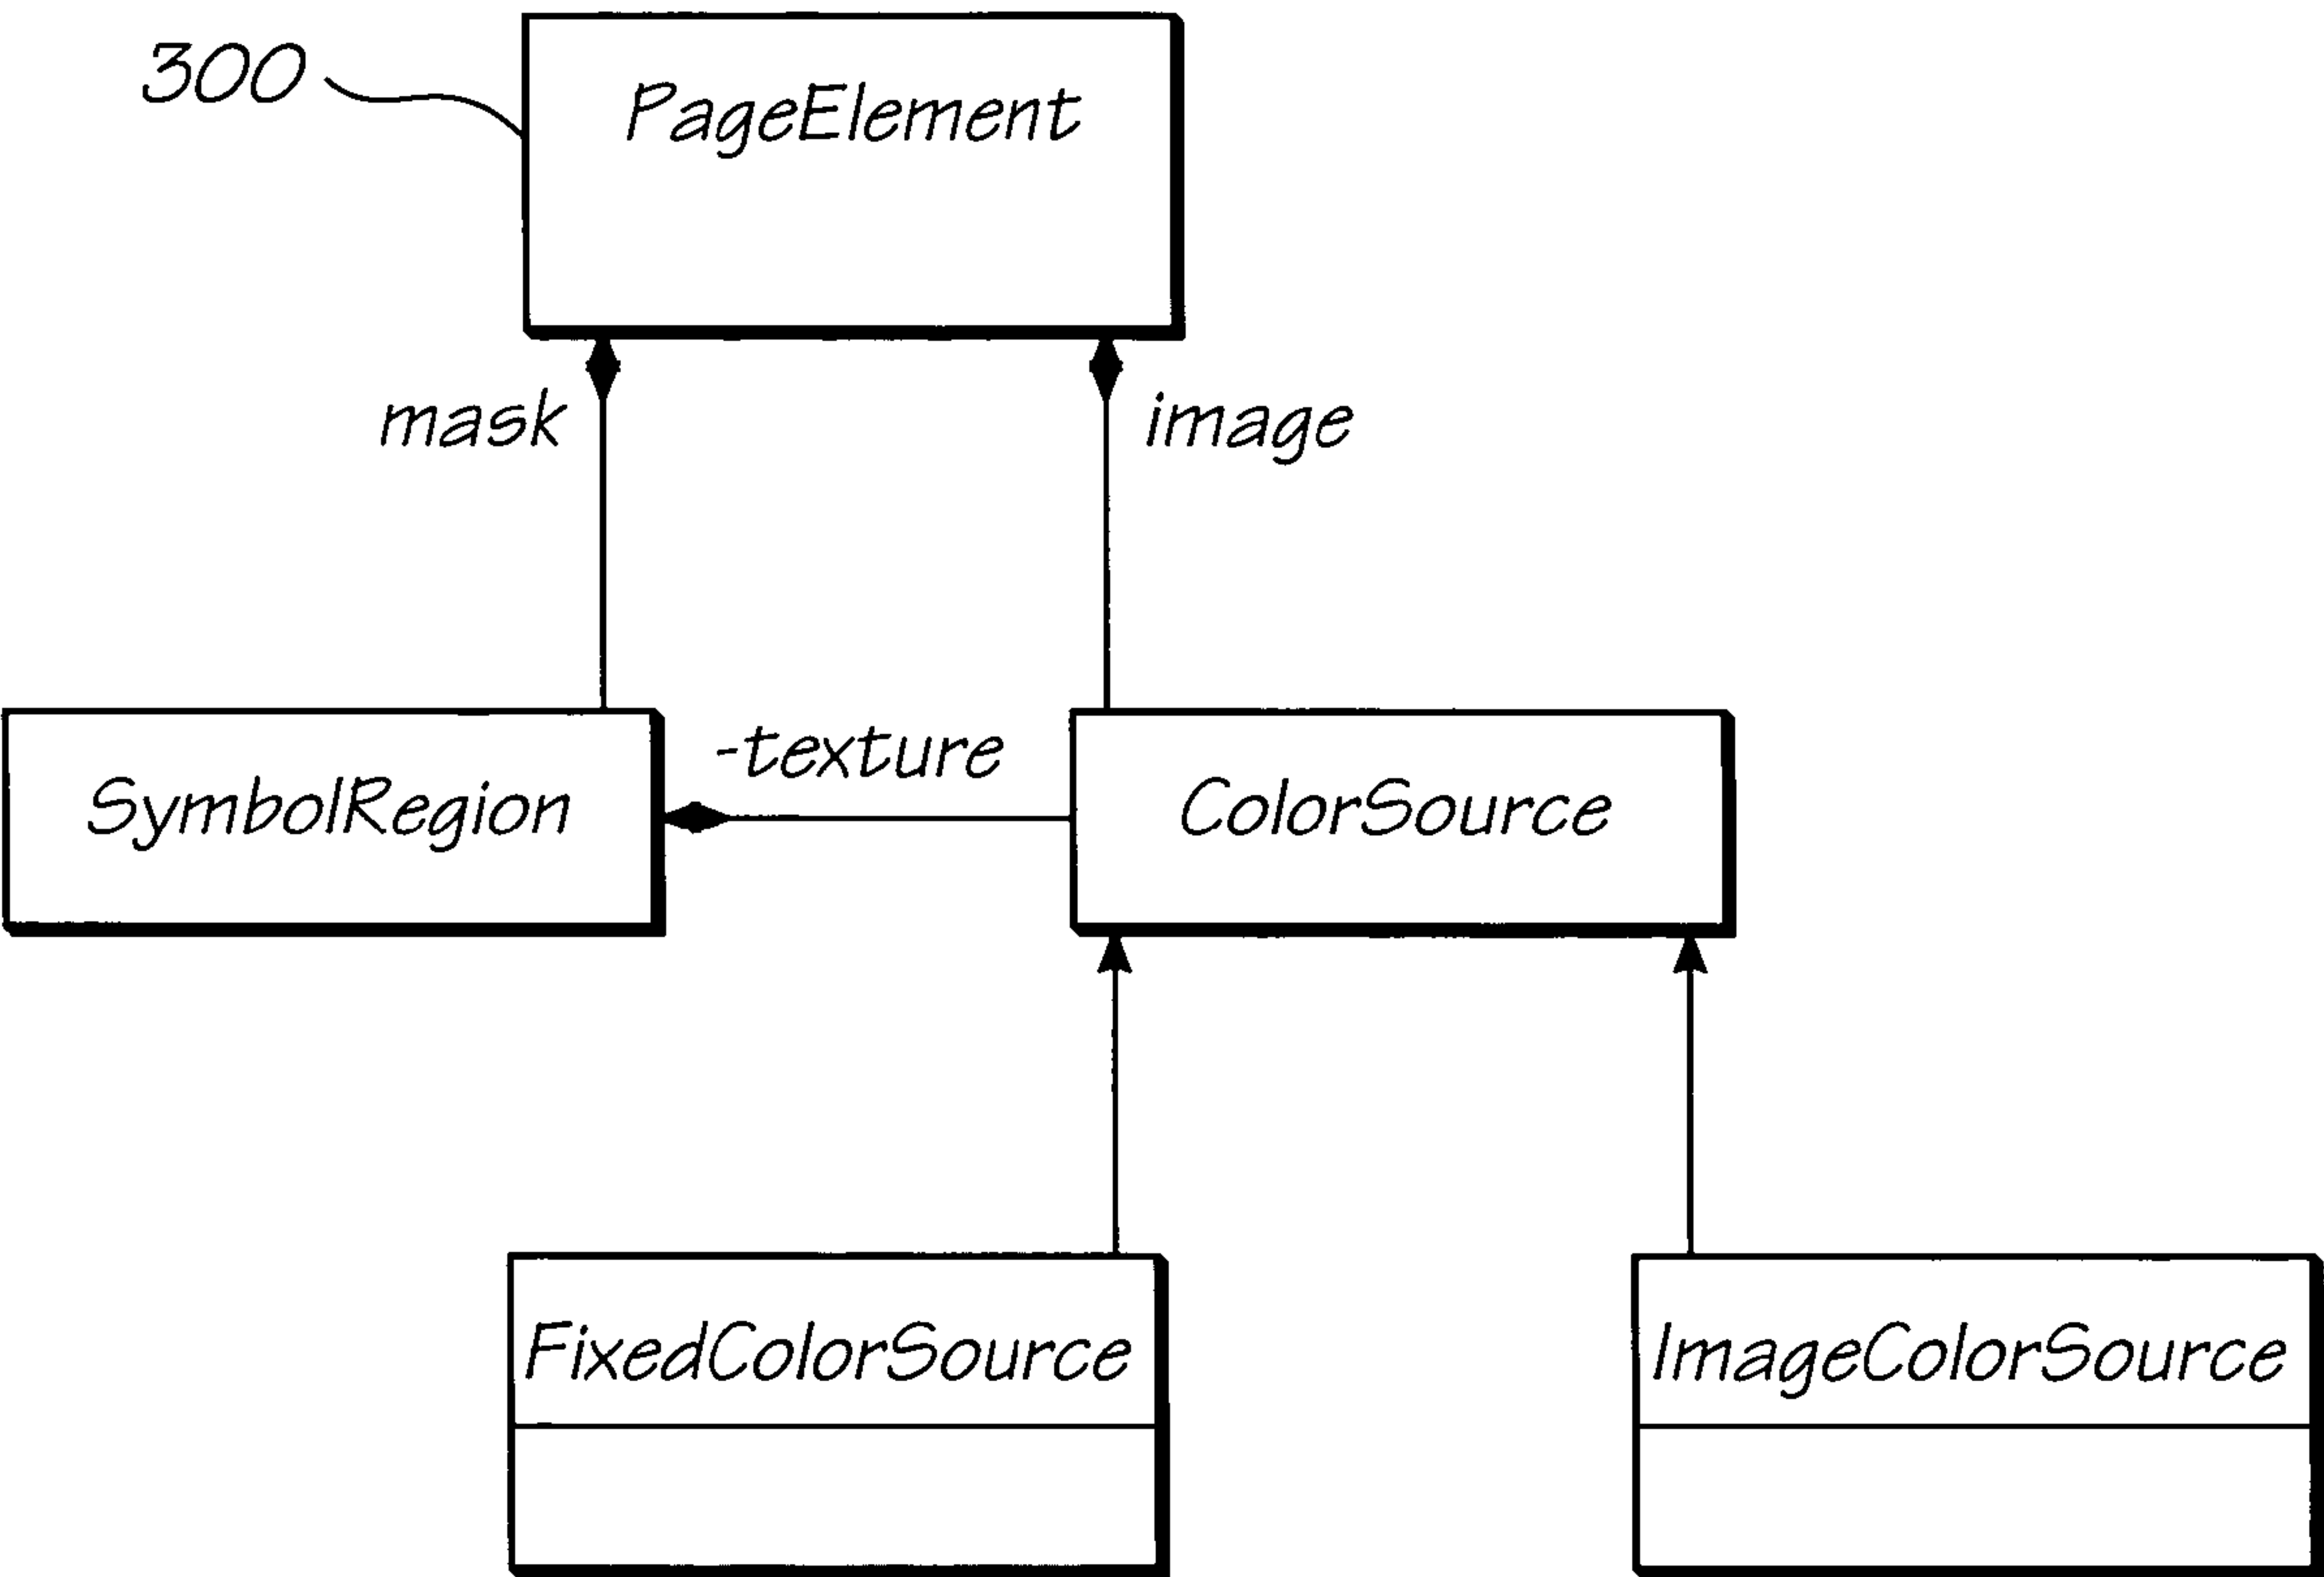 300
PageElement
mask
image
-texture
SymbolRegion
ColorSource
FixedColorSource
ImageColorSource